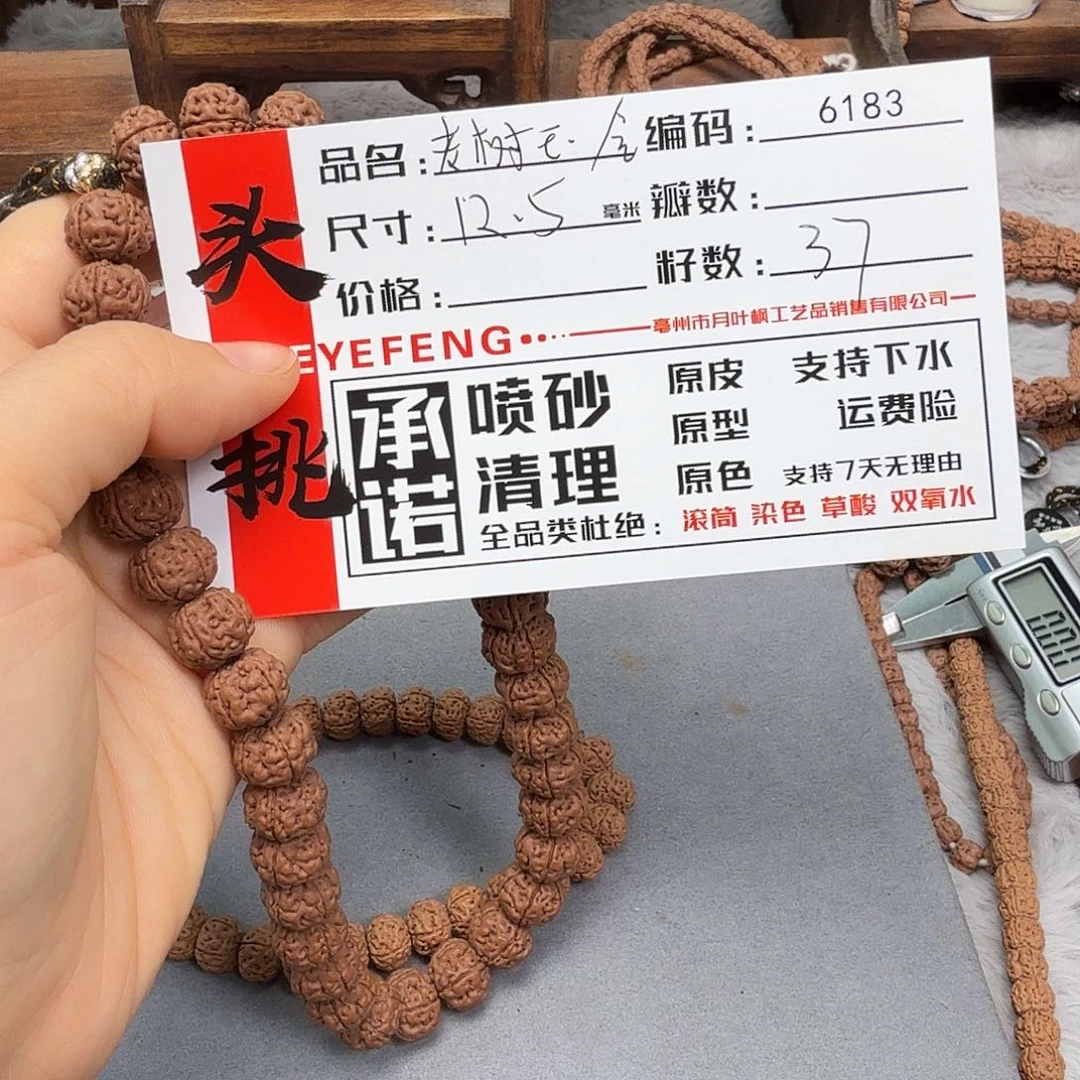 头挑
品名：老树王·金 编码：6183
尺寸：12.5毫米 瓣数：
价格： 籽数：37
EYEFENG
亳州市月叶枫工艺品销售有限公司
承诺
喷砂清理
原皮 支持下水
原型 运费险
原色 支持7天无理由
全品类杜绝：滚筒 染色 草酸 双氧水